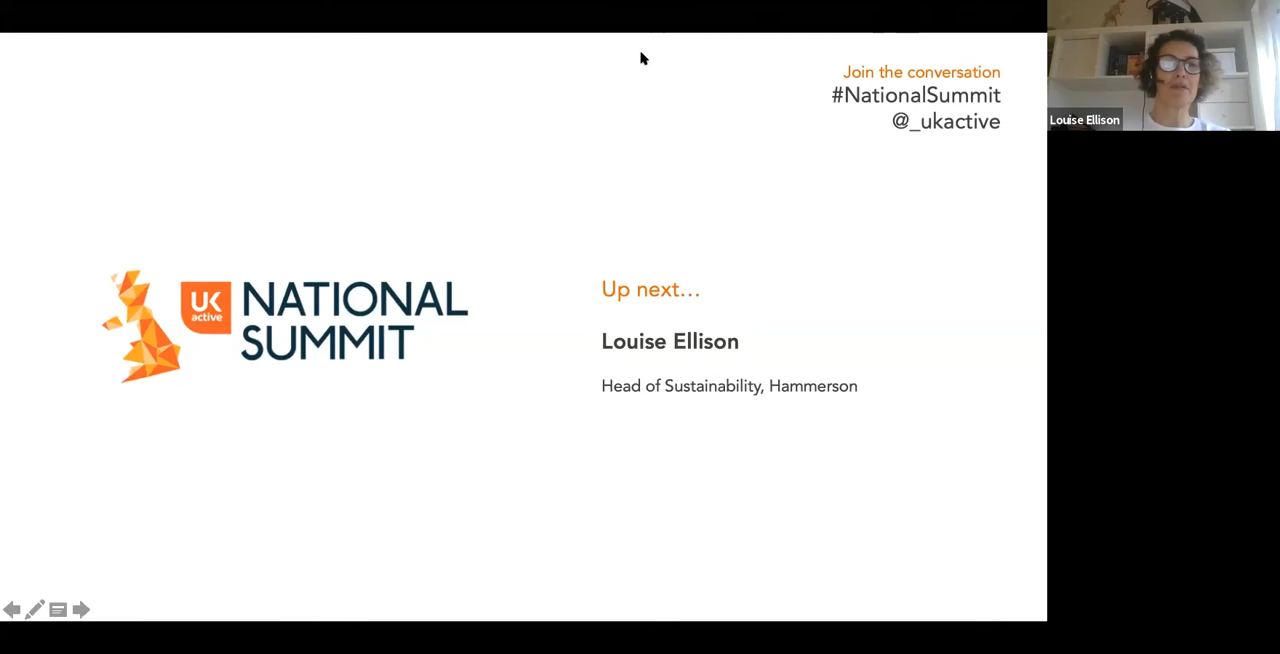 Join the conversation
#NationalSummit
@_ukactive
Louise Ellison
UK
active
NATIONAL
SUMMIT
Up next…
Louise Ellison
Head of Sustainability, Hammerson